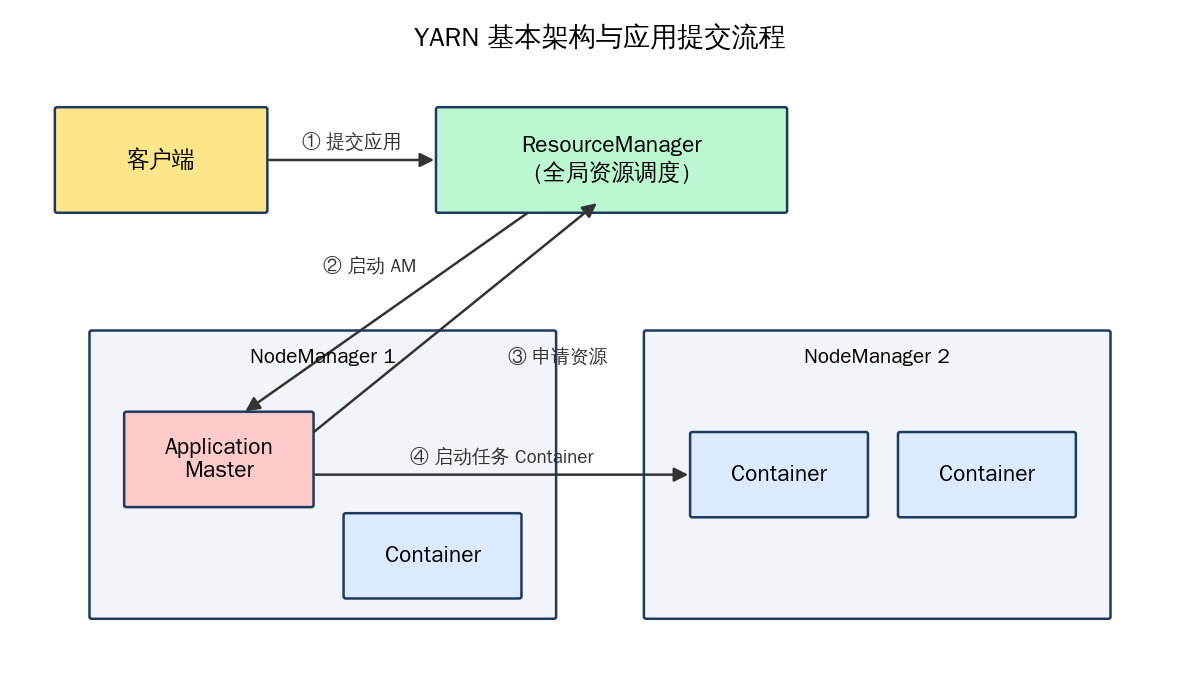 YARN 基本架构与应用提交流程
客户端
① 提交应用
ResourceManager
（全局资源调度）
② 启动 AM
NodeManager 1
③ 申请资源
NodeManager 2
Application
Master
④ 启动任务 Container
Container
Container
Container